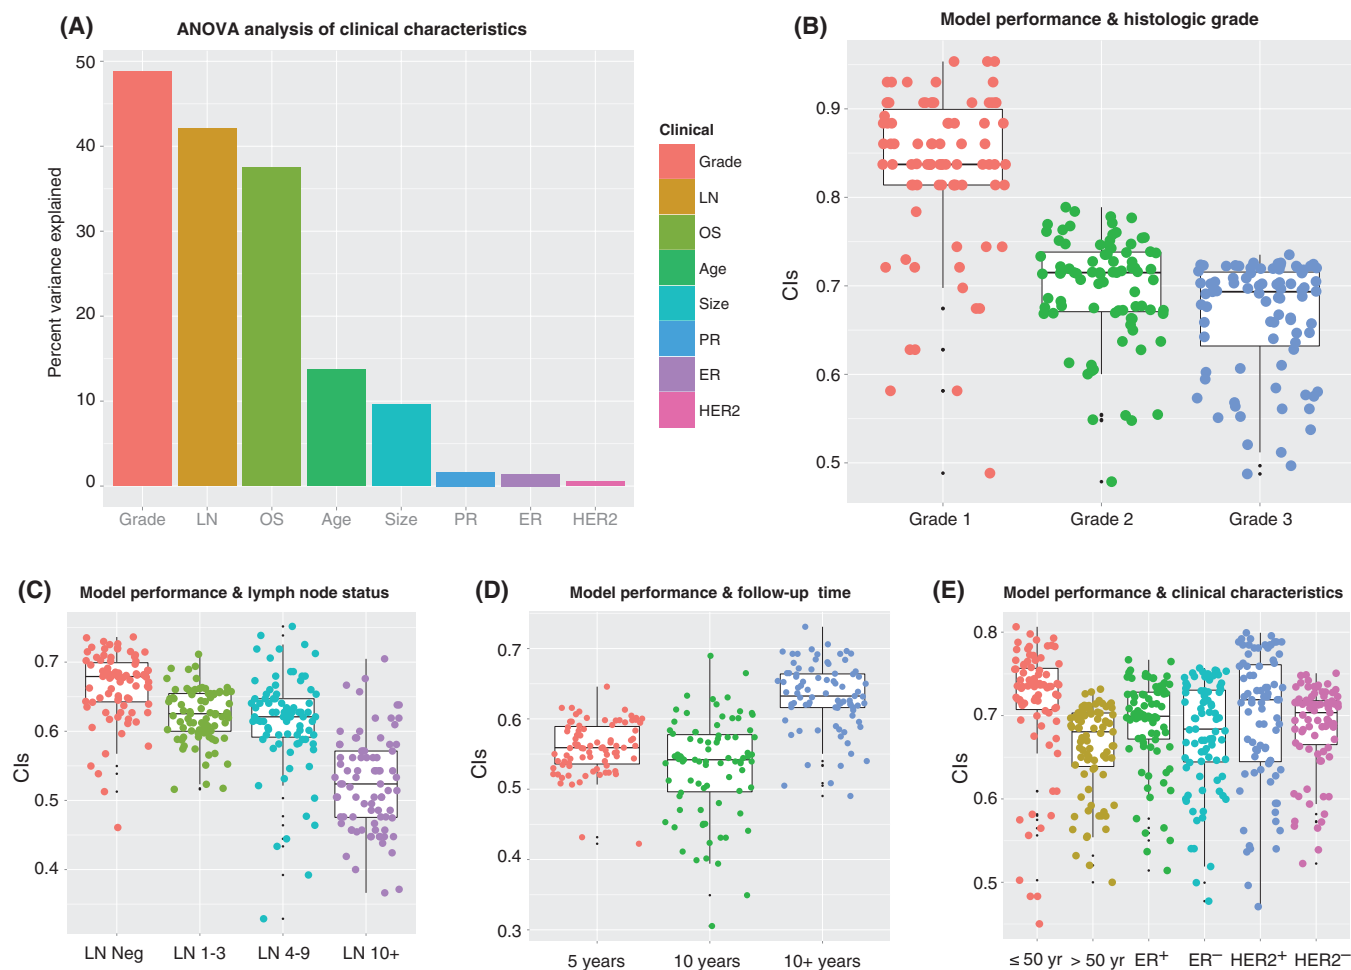 (A)
ANOVA analysis of clinical characteristics
Percent variance explained
50
40
30
20
10
0
Grade LN OS Age Size PR ER HER2
Clinical
Grade
LN
OS
Age
Size
PR
ER
HER2
(B)
Model performance & histologic grade
CIs
0.9
0.8
0.7
0.6
0.5
Grade 1 Grade 2 Grade 3
(C)
Model performance & lymph node status
CIs
0.7
0.6
0.5
0.4
LN Neg LN 1-3 LN 4-9 LN 10+
(D)
Model performance & follow-up time
CIs
0.7
0.6
0.5
0.4
0.3
5 years 10 years 10+ years
(E)
Model performance & clinical characteristics
CIs
0.8
0.7
0.6
0.5
≤ 50 yr > 50 yr ER⁺ ER⁻ HER2⁺ HER2⁻